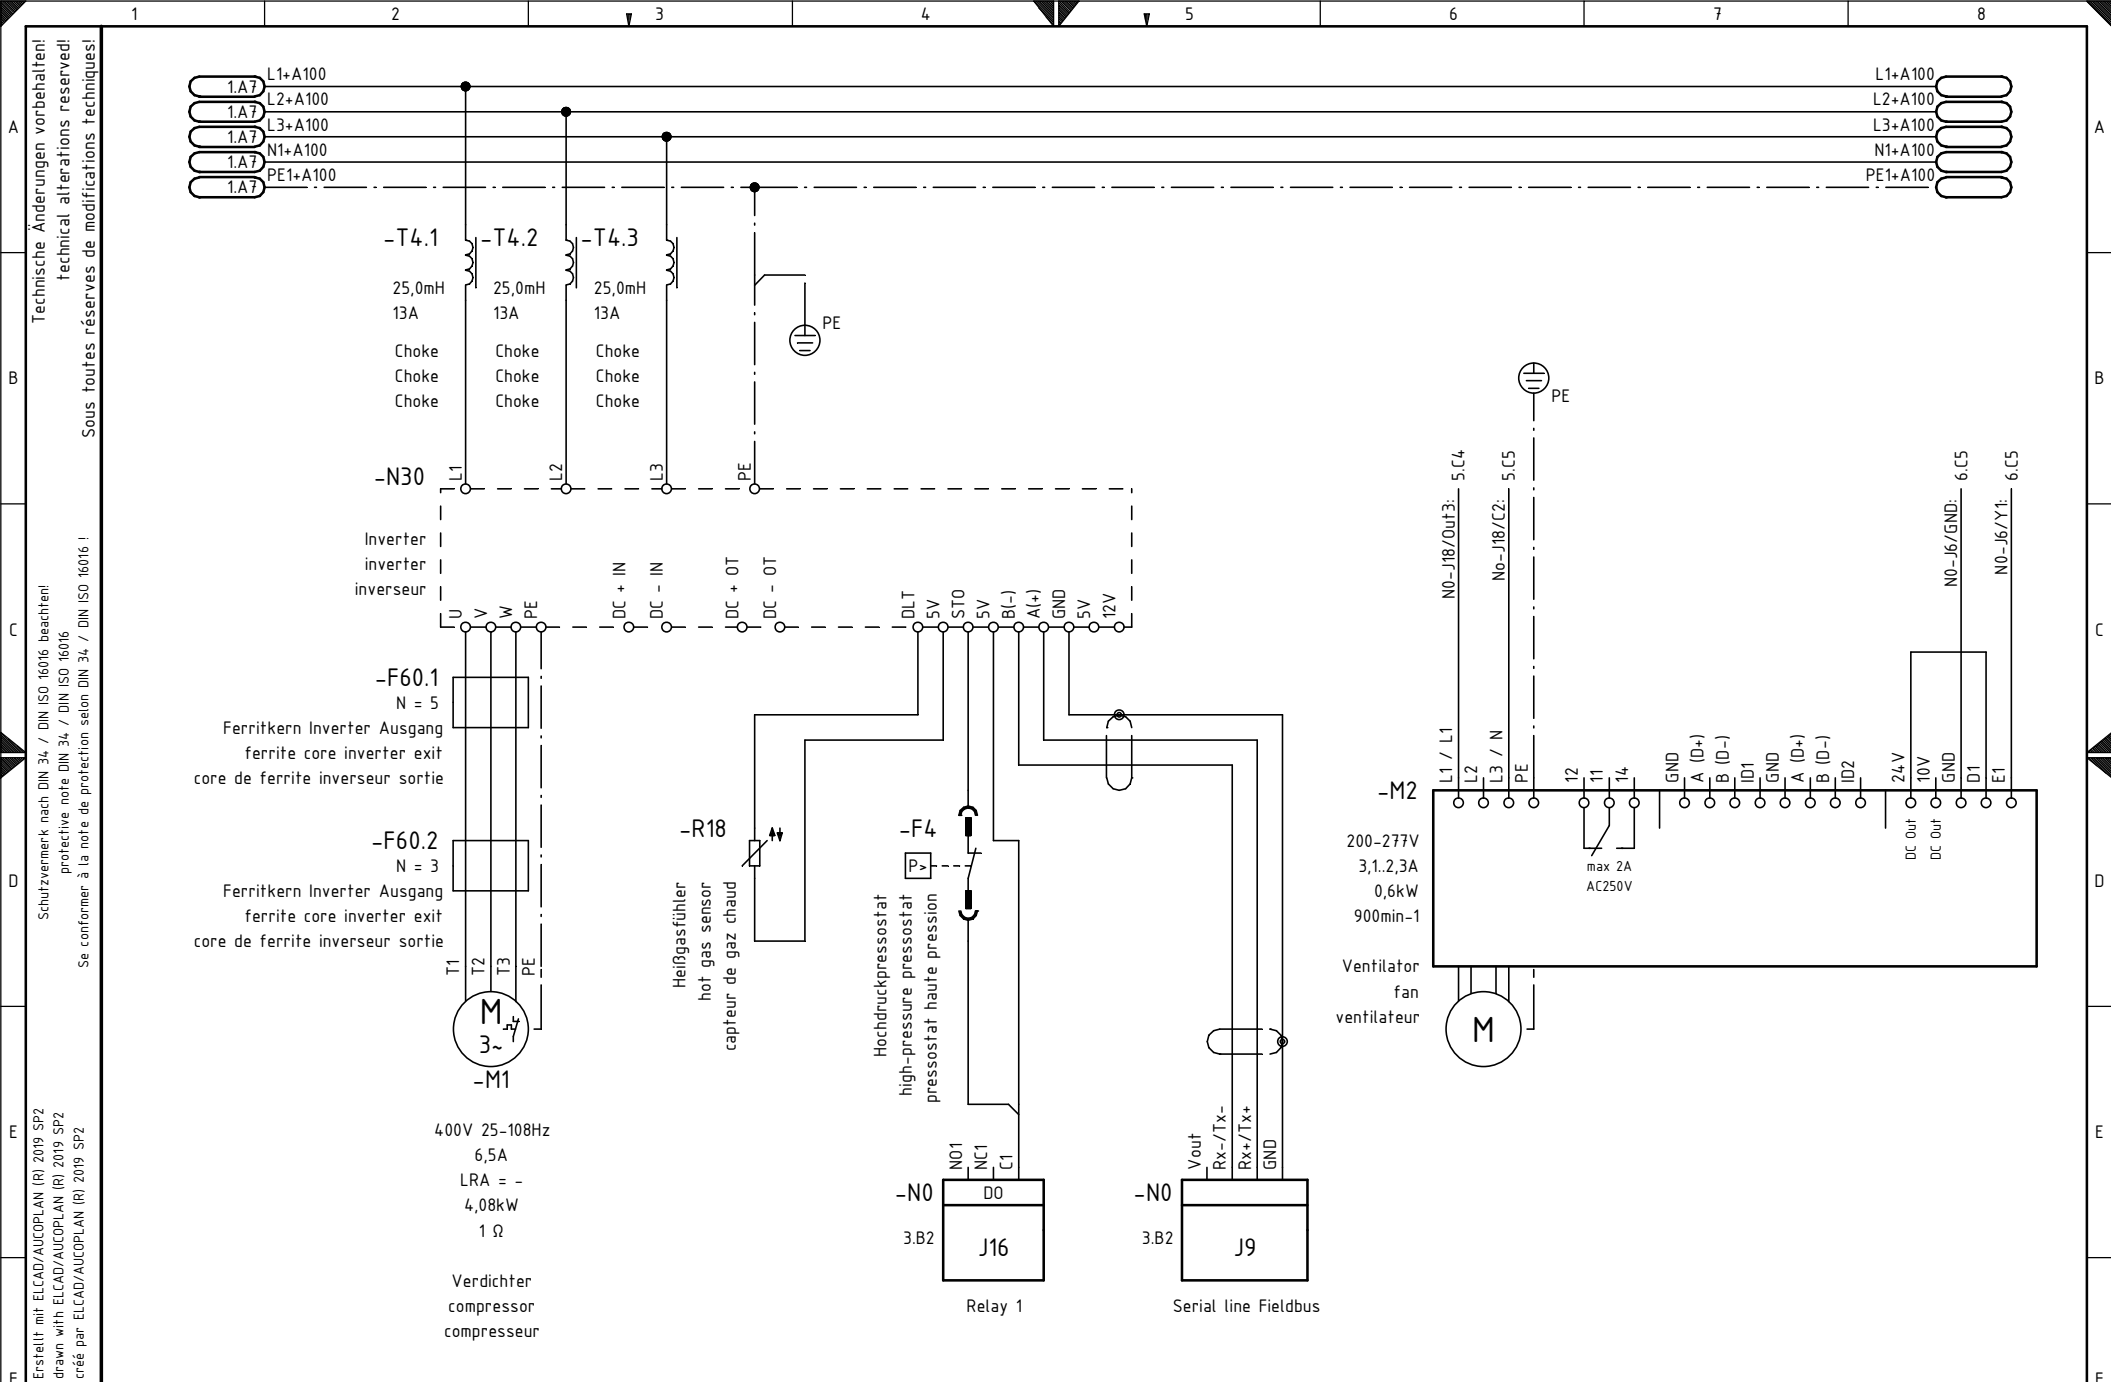 1 2 3 4 5 6 7 8
A
B
C
D
E
F
A
B
C
D
E
F
Technische Änderungen vorbehalten!
technical alterations reserved!
Sous toutes réserves de modifications techniques!
Schutzvermerk nach DIN 34 / DIN ISO 16016 beachten!
protective note DIN 34 / DIN ISO 16016
Se conformer à la note de protection selon DIN 34 / DIN ISO 16016 !
Erstellt mit ELCAD/AUCOPLAN (R) 2019 SP2
drawn with ELCAD/AUCOPLAN (R) 2019 SP2
créé par ELCAD/AUCOPLAN (R) 2019 SP2
1.A7 L1+A100 L1+A100
1.A7 L2+A100 L2+A100
1.A7 L3+A100 L3+A100
1.A7 N1+A100 N1+A100
1.A7 PE1+A100 PE1+A100
-T4.1 -T4.2 -T4.3
25,0mH 25,0mH 25,0mH
13A 13A 13A
Choke Choke Choke
Choke Choke Choke
Choke Choke Choke
PE
-N30
L1 L2 L3 PE
Inverter
inverter
inverseur
U V W PE
DC + IN
DC - IN
DC + OT
DC - OT
DLT 5V STO 5V B(-) A(+) GND 5V 12V
-F60.1
N = 5
Ferritkern Inverter Ausgang
ferrite core inverter exit
core de ferrite inverseur sortie
-F60.2
N = 3
Ferritkern Inverter Ausgang
ferrite core inverter exit
core de ferrite inverseur sortie
T1 T2 T3 PE
M
3~
-M1
400V 25-108Hz
6,5A
LRA = -
4,08kW
1 Ω
Verdichter
compressor
compresseur
-R18
Heißgasfühler
hot gas sensor
capteur de gaz chaud
-F4
P>
Hochdruckpressostat
high-pressure pressostat
pressostat haute pression
NO1 NC1 C1
-N0
DO
3.B2
J16
Relay 1
Vout Rx-/Tx- Rx+/Tx+ GND
-N0
3.B2
J9
Serial line Fieldbus
PE
N0-J18/Out3: 5.C4
No-J18/C2: 5.C5
N0-J6/GND: 6.C5
N0-J6/Y1: 6.C5
-M2
L1 / L1 L2 L3 / N PE
12 11 14
GND A (D+) B (D-) ID1 GND A (D+) B (D-) ID2
24V 10V GND D1 E1
DC Out DC Out
200-277V
3,1..2,3A
0,6kW
900min-1
max 2A
AC250V
Ventilator
fan
ventilateur
M